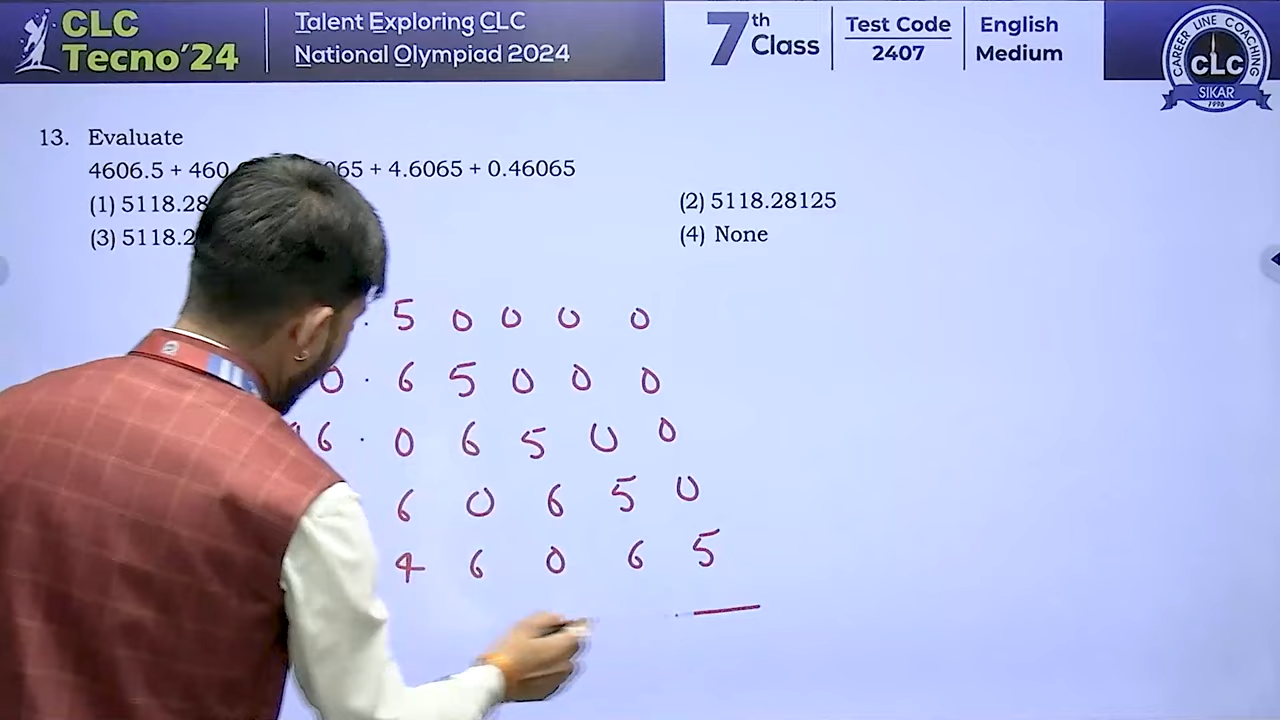 CLC
Tecno'24
Talent Exploring CLC
National Olympiad 2024
7th
Class
Test Code
2407
English
Medium
CAREER LINE COACHING
CLC
SIKAR
1996
13. Evaluate
4606.5 + 460 065 + 4.6065 + 0.46065
(1) 5118.28
(2) 5118.28125
(3) 5118.2
(4) None
. 5 0 0 0 0
0 . 6 5 0 0 0
6 . 0 6 5 0 0
6 0 6 5 0
4 6 0 6 5